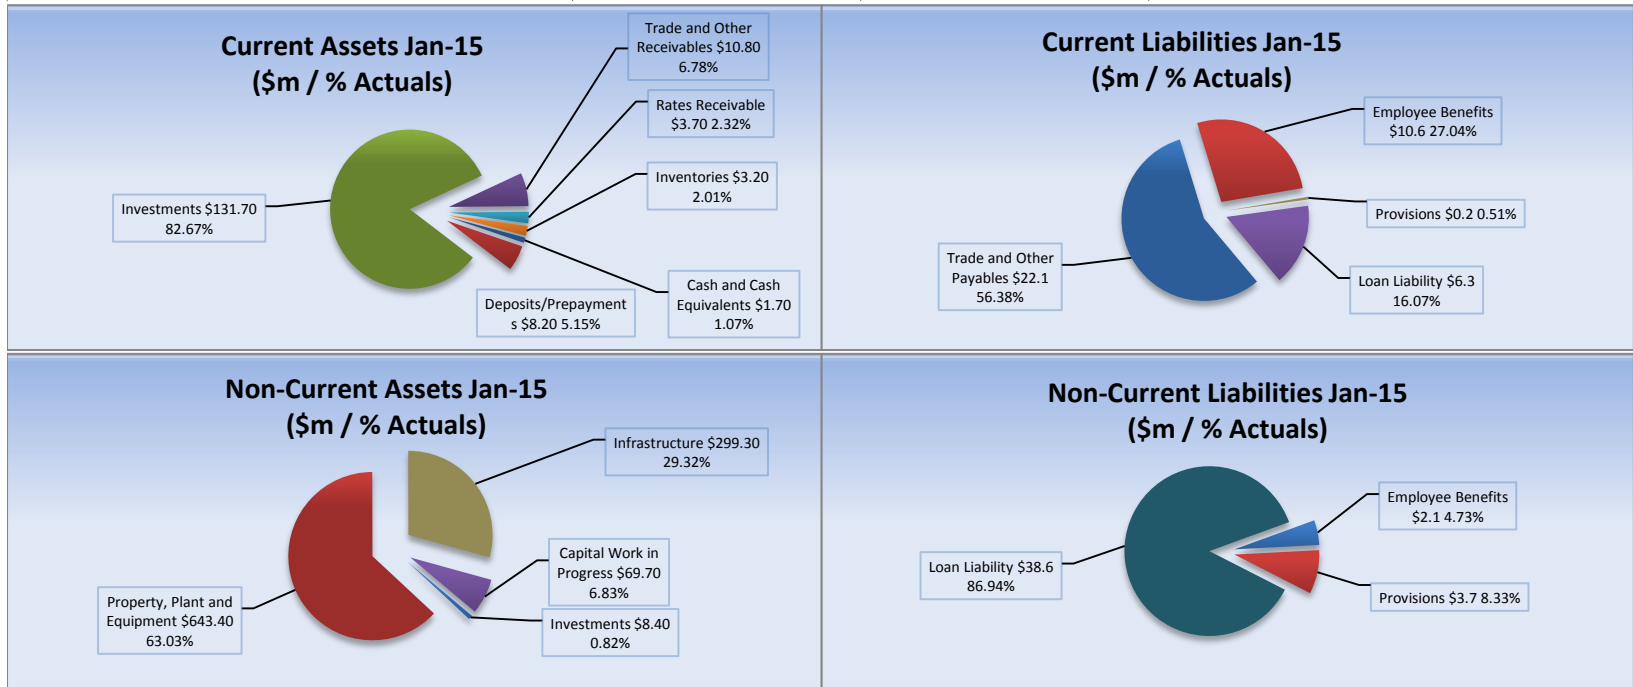 Current Assets Jan-15
($m / % Actuals)
Trade and Other
Receivables $10.80
6.78%
Rates Receivable
$3.70 2.32%
Inventories $3.20
2.01%
Investments $131.70
82.67%
Cash and Cash
Equivalents $1.70
1.07%
Deposits/Prepayment
s $8.20 5.15%
Current Liabilities Jan-15
($m / % Actuals)
Employee Benefits
$10.6 27.04%
Provisions $0.2 0.51%
Trade and Other
Payables $22.1
56.38%
Loan Liability $6.3
16.07%
Non-Current Assets Jan-15
($m / % Actuals)
Infrastructure $299.30
29.32%
Capital Work in
Progress $69.70
6.83%
Property, Plant and
Equipment $643.40
63.03%
Investments $8.40
0.82%
Non-Current Liabilities Jan-15
($m / % Actuals)
Employee Benefits
$2.1 4.73%
Loan Liability $38.6
86.94%
Provisions $3.7 8.33%